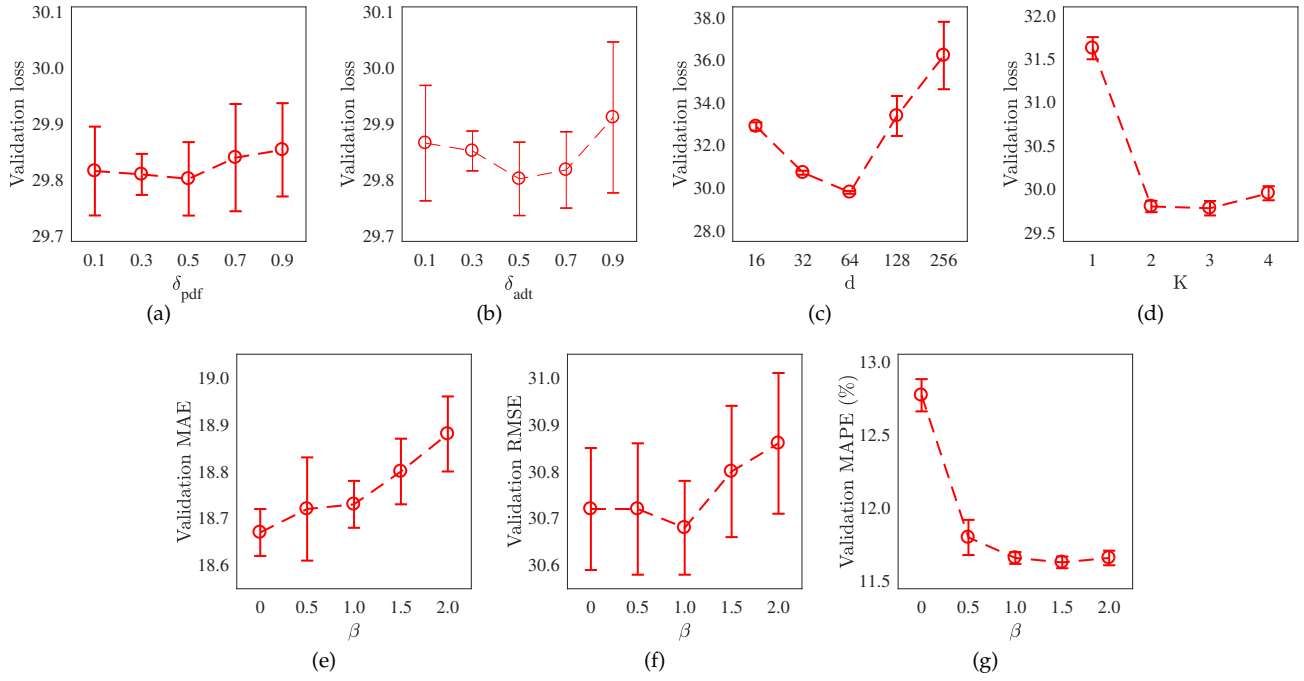 30.1
30.0
29.9
29.8
29.7
Validation loss
0.1 0.3 0.5 0.7 0.9
δpdf
(a)
30.1
30.0
29.9
29.8
29.7
Validation loss
0.1 0.3 0.5 0.7 0.9
δadt
(b)
38.0
36.0
33.0
30.0
28.0
Validation loss
16 32 64 128 256
d
(c)
32.0
31.5
31.0
30.0
29.5
Validation loss
1 2 3 4
K
(d)
19.0
18.9
18.8
18.7
18.6
Validation MAE
0 0.5 1.0 1.5 2.0
β
(e)
31.0
30.9
30.8
30.7
30.6
Validation RMSE
0 0.5 1.0 1.5 2.0
β
(f)
13.0
12.5
12.0
11.5
Validation MAPE (%)
0 0.5 1.0 1.5 2.0
β
(g)